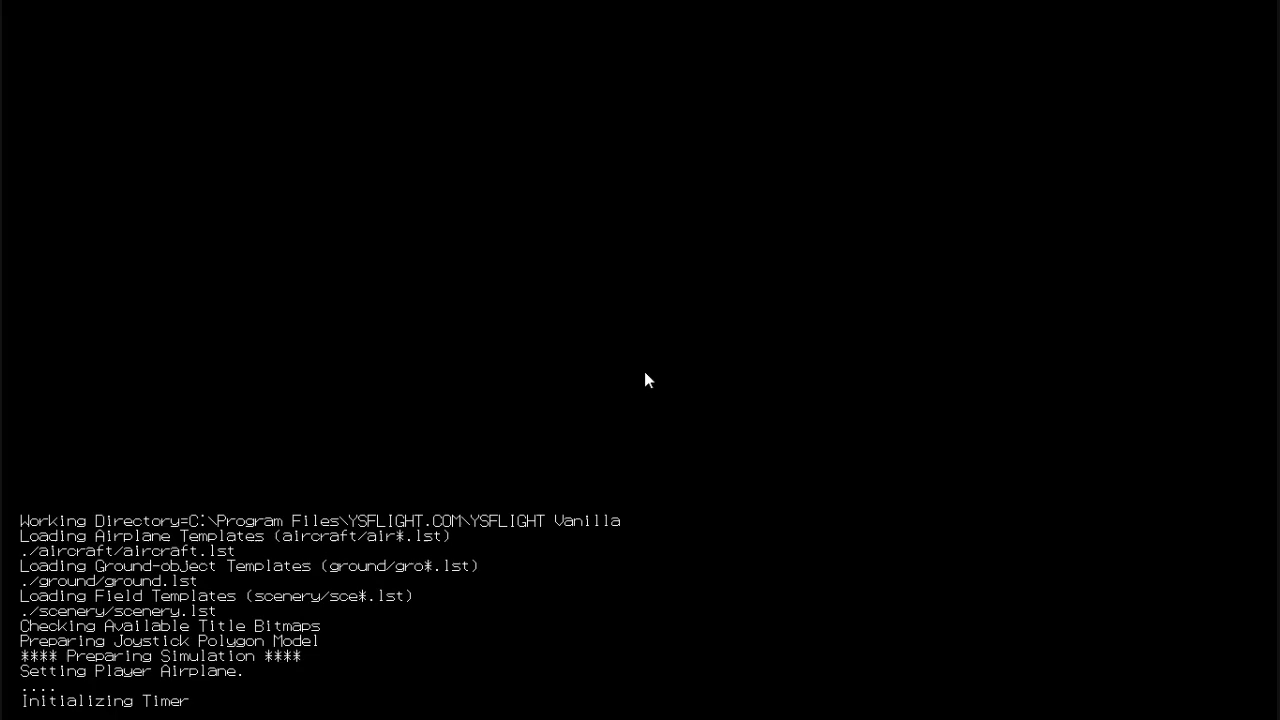 Working Directory=C:\Program Files\YSFLIGHT.COM\YSFLIGHT Vanilla
Loading Airplane Templates (aircraft/air*.lst)
./aircraft/aircraft.lst
Loading Ground-object Templates (ground/gro*.lst)
./ground/ground.lst
Loading Field Templates (scenery/sce*.lst)
./scenery/scenery.lst
Checking Available Title Bitmaps
Preparing Joystick Polygon Model
**** Preparing Simulation ****
Setting Player Airplane.
....
Initializing Timer